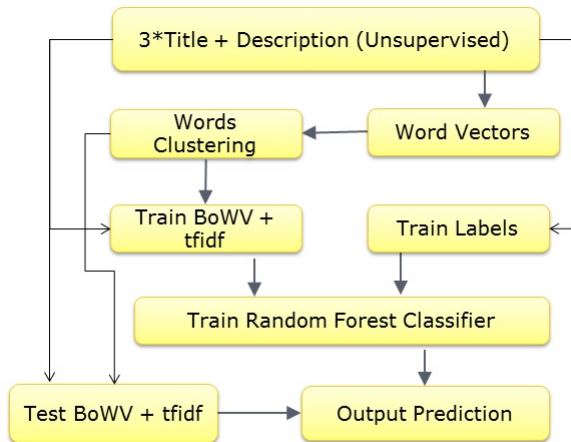 3*Title + Description (Unsupervised)
Words
Clustering
Word Vectors
Train BoWV +
tfidf
Train Labels
Train Random Forest Classifier
Test BoWV + tfidf
Output Prediction